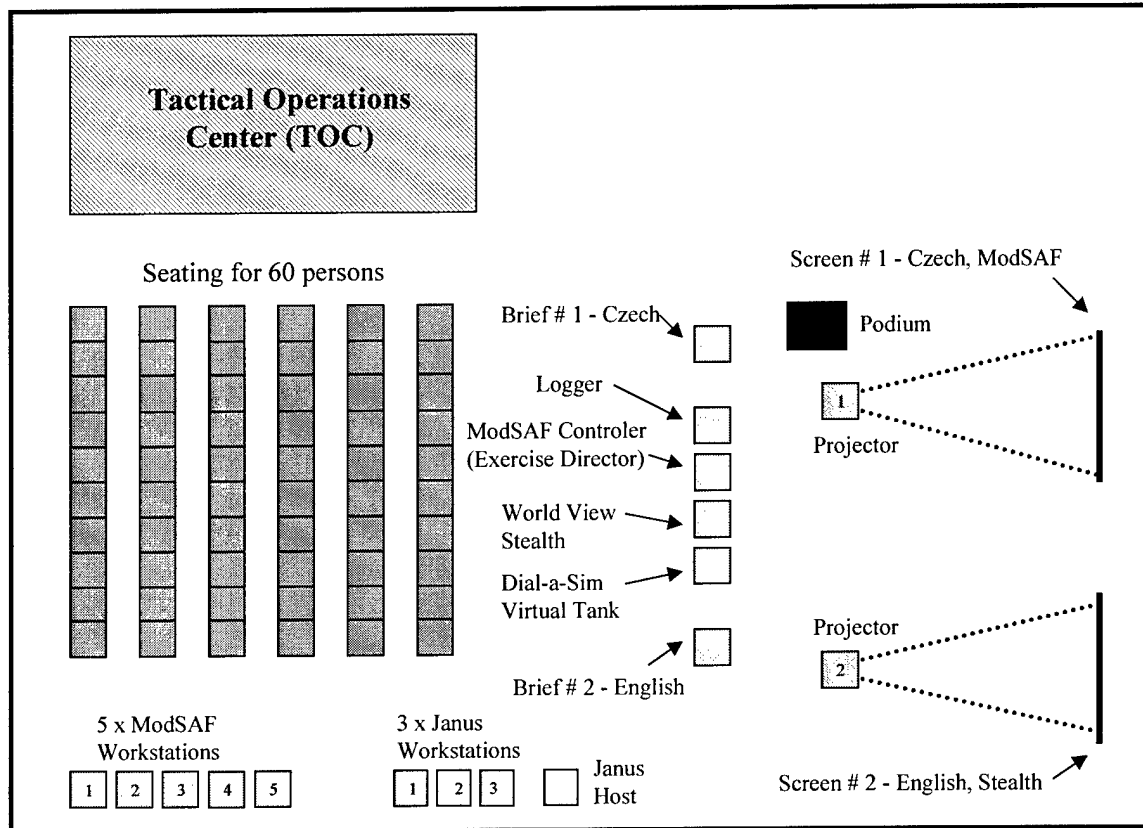 Tactical Operations
Center (TOC)
Seating for 60 persons
Screen # 1 - Czech, ModSAF
Brief # 1 - Czech
Podium
Logger
1
ModSAF Controler
(Exercise Director)
Projector
World View
Stealth
Dial-a-Sim
Virtual Tank
Projector
2
Brief # 2 - English
5 x ModSAF
Workstations
3 x Janus
Workstations
Janus
Host
Screen # 2 - English, Stealth
1 2 3 4 5
1 2 3